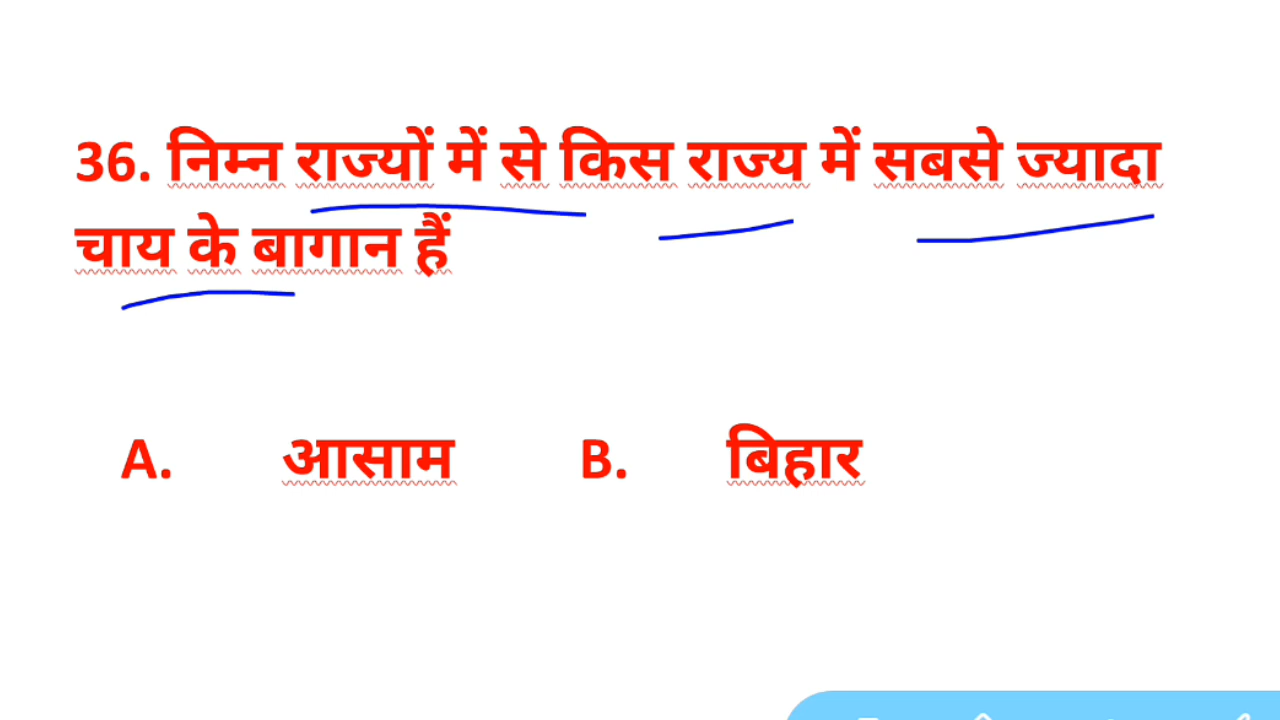 36. निम्न राज्यों में से किस राज्य में सबसे ज्यादा
चाय के बागान हैं
A. आसाम B. बिहार